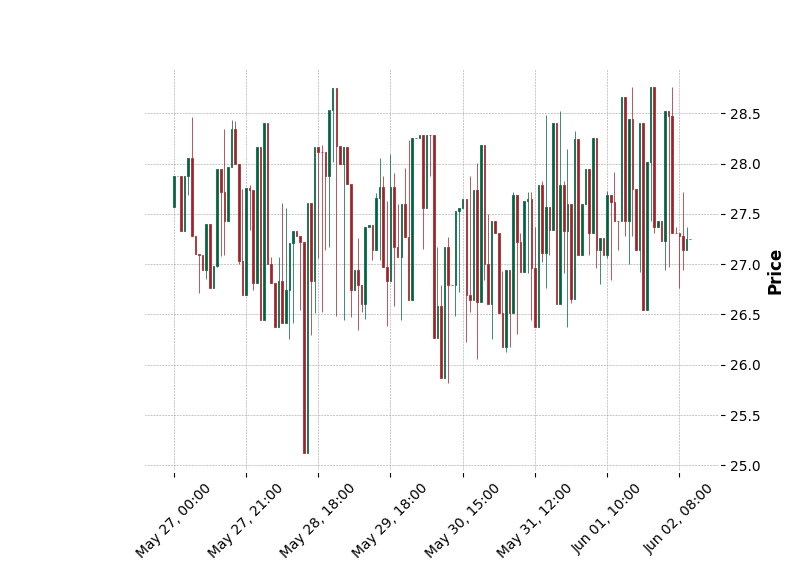 28.5
28.0
27.5
27.0
26.5
26.0
25.5
25.0
Price
May 27, 00:00
May 27, 21:00
May 28, 18:00
May 29, 18:00
May 30, 15:00
May 31, 12:00
Jun 01, 10:00
Jun 02, 08:00